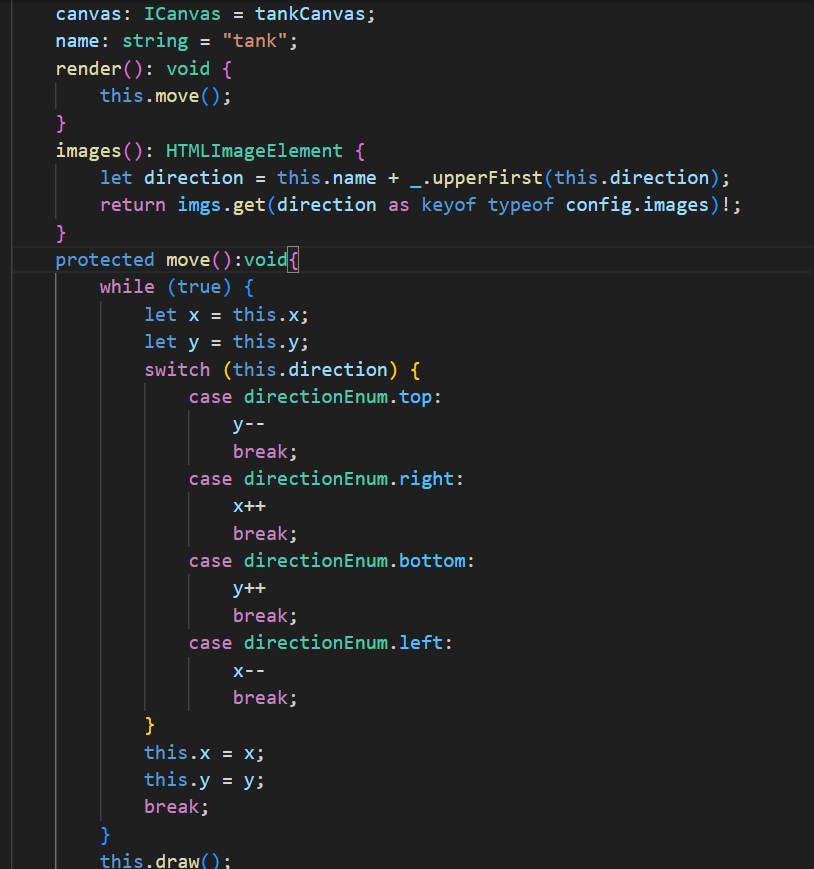 canvas: ICanvas = tankCanvas;
name: string = "tank";
render(): void {
this.move();
}
images(): HTMLImageElement {
let direction = this.name + _.upperFirst(this.direction);
return imgs.get(direction as keyof typeof config.images)!;
}
protected move():void{
while (true) {
let x = this.x;
let y = this.y;
switch (this.direction) {
case directionEnum.top:
y--
break;
case directionEnum.right:
x++
break;
case directionEnum.bottom:
y++
break;
case directionEnum.left:
x--
break;
}
this.x = x;
this.y = y;
break;
}
this.draw();